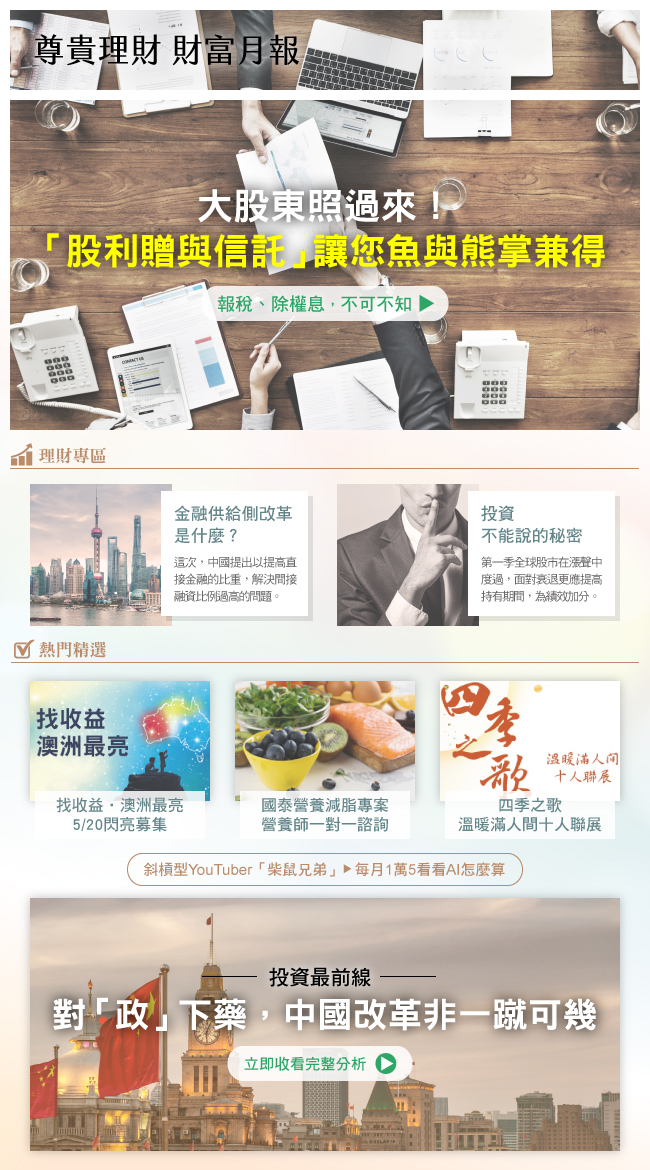 尊貴理財 財富月報
大股東照過來！
「股利贈與信託」讓您魚與熊掌兼得
報稅、除權息，不可不知
CONTACT US
理財專區
金融供給側改革
是什麼？
這次，中國提出以提高直
接金融的比重，解決間接
融資比例過高的問題。
投資
不能說的秘密
第一季全球股市在漲聲中
度過，面對衰退更應提高
持有期間，為績效加分。
熱門精選
找收益
澳洲最亮
找收益・澳洲最亮
5/20閃亮募集
國泰營養減脂專案
營養師一對一諮詢
四季之歌
溫暖滿人間
十人聯展
四季之歌
溫暖滿人間十人聯展
斜槓型YouTuber「柴鼠兄弟」▶每月1萬5看看AI怎麼算
投資最前線
對「政」下藥，中國改革非一蹴可幾
立即收看完整分析